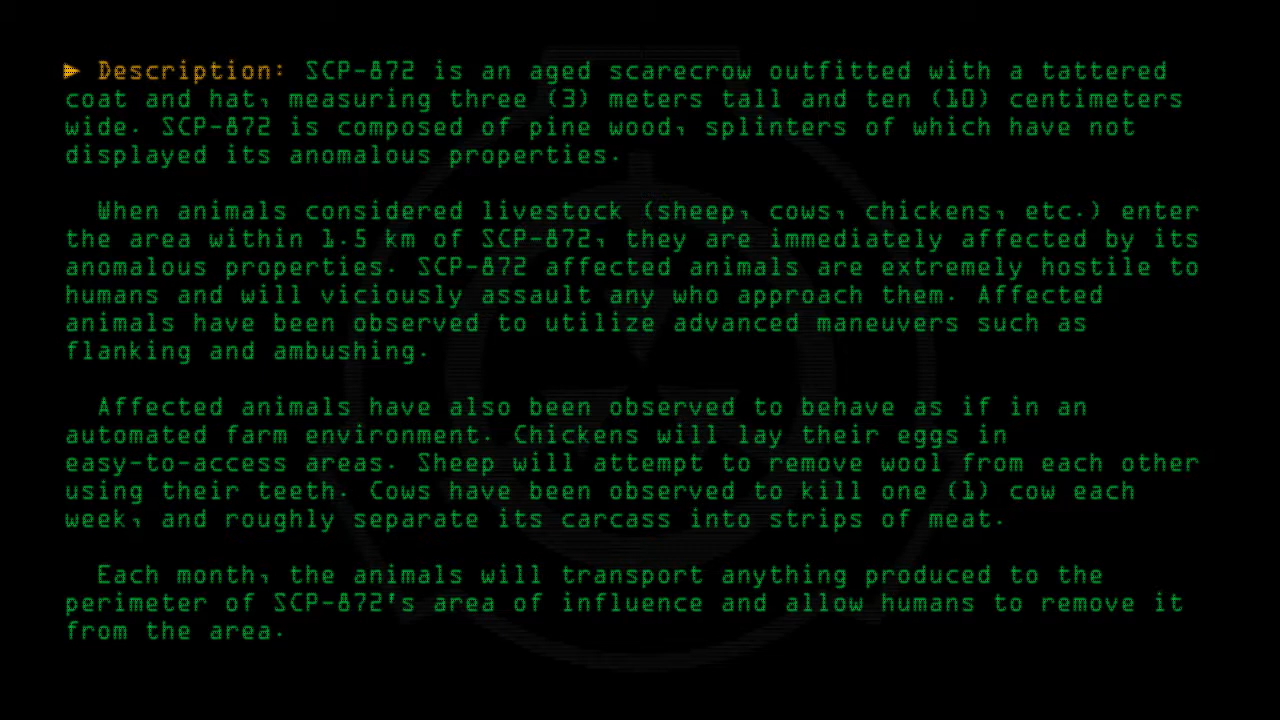 ► Description: SCP-872 is an aged scarecrow outfitted with a tattered
coat and hat, measuring three (3) meters tall and ten (10) centimeters
wide. SCP-872 is composed of pine wood, splinters of which have not
displayed its anomalous properties.
When animals considered livestock (sheep, cows, chickens, etc.) enter
the area within 1.5 km of SCP-872, they are immediately affected by its
anomalous properties. SCP-872 affected animals are extremely hostile to
humans and will viciously assault any who approach them. Affected
animals have been observed to utilize advanced maneuvers such as
flanking and ambushing.
Affected animals have also been observed to behave as if in an
automated farm environment. Chickens will lay their eggs in
easy-to-access areas. Sheep will attempt to remove wool from each other
using their teeth. Cows have been observed to kill one (1) cow each
week, and roughly separate its carcass into strips of meat.
Each month, the animals will transport anything produced to the
perimeter of SCP-872's area of influence and allow humans to remove it
from the area.